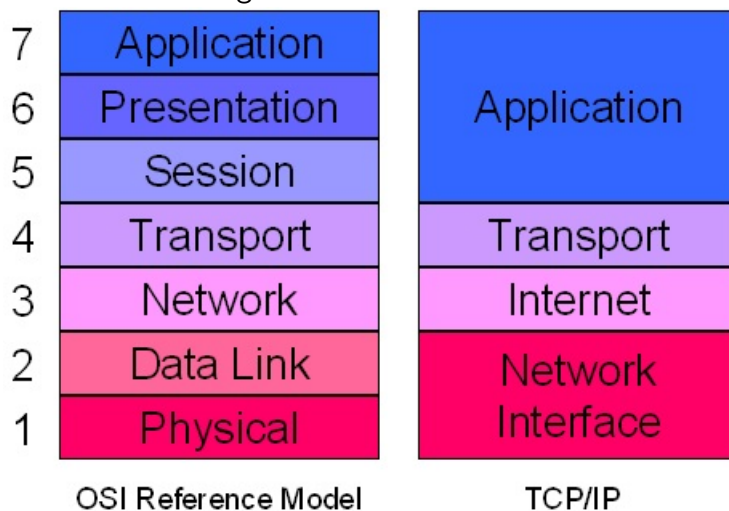 7 Application
6 Presentation
5 Session
4 Transport
3 Network
2 Data Link
1 Physical
OSI Reference Model
Application
Transport
Internet
Network
Interface
TCP/IP